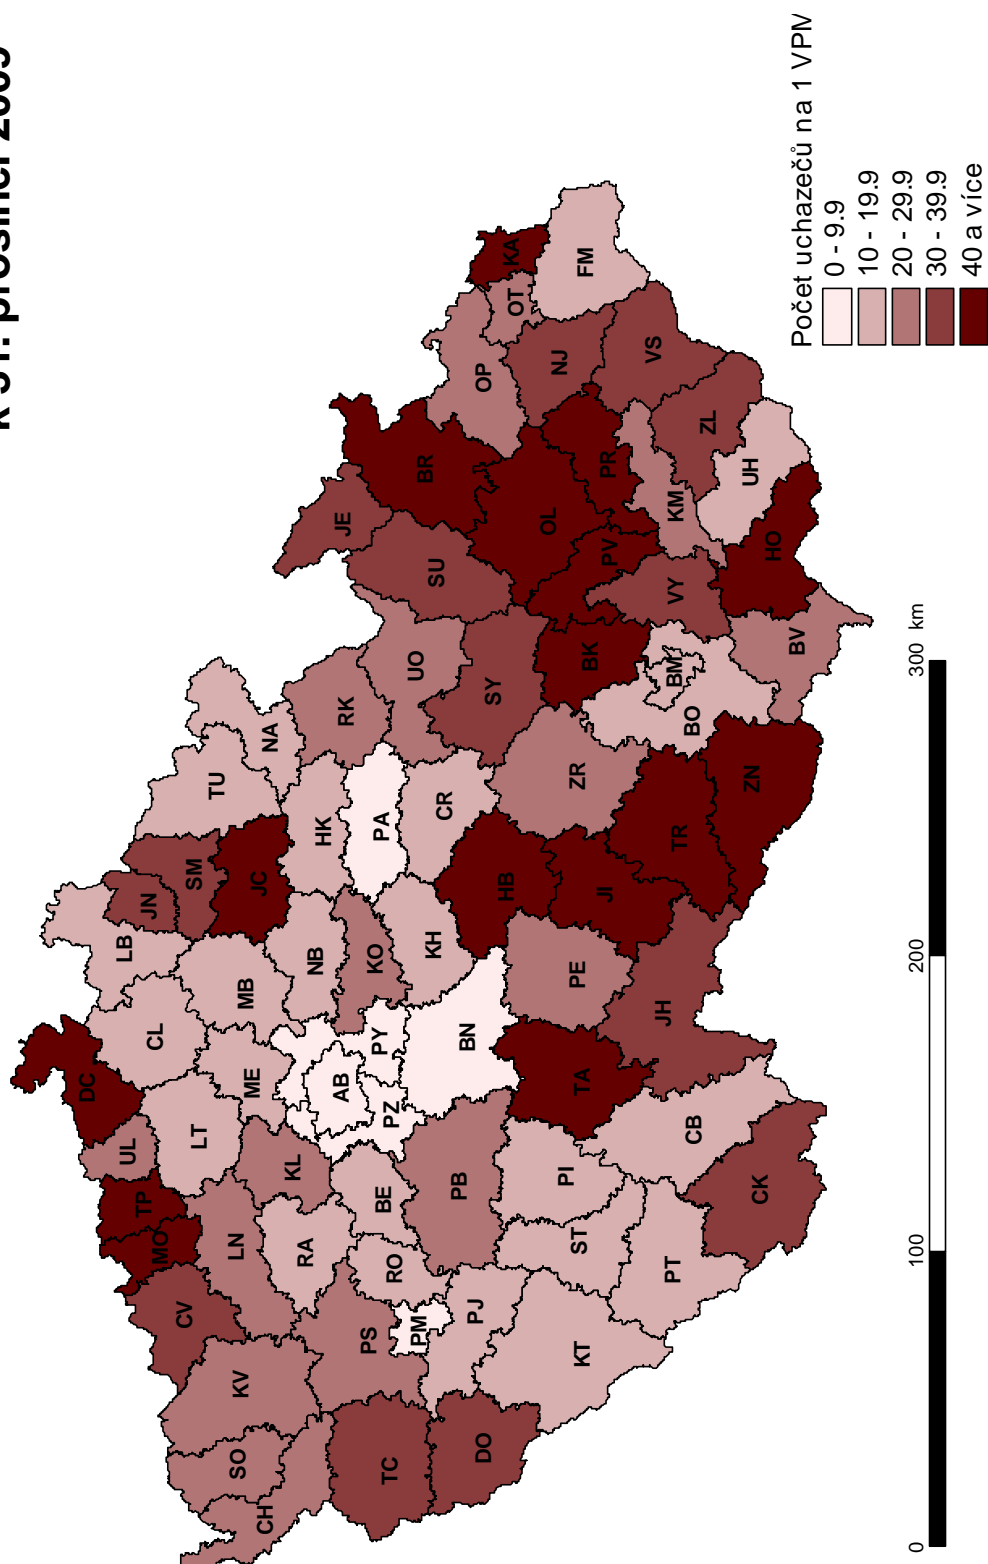 k 31. prosinci
DC
LB
JN
SM
TP
UL
CL
MO
TU
LT
CV
NA
JC
MB
LN
SO
KV
ME
CH
KL
RA
NB
HK
JE
RK
AB
PS
KO
PA
PY
BE
TC
PZ
RO
UO
PM
BR
KH
SU
CR
PB
BN
PJ
DO
OP
SY
HB
KA
OT
OL
NJ
PI
PE
ZR
ST
TA
KT
FM
BK
JI
PR
PV
VS
JH
PT
BM
VY
KM
TR
CB
BO
ZL
CK
ZN
UH
HO
BV
Počet uchazečů na 1 VPM
0 - 9.9
10 - 19.9
20 - 29.9
30 - 39.9
40 a více
0
100
200
300 km